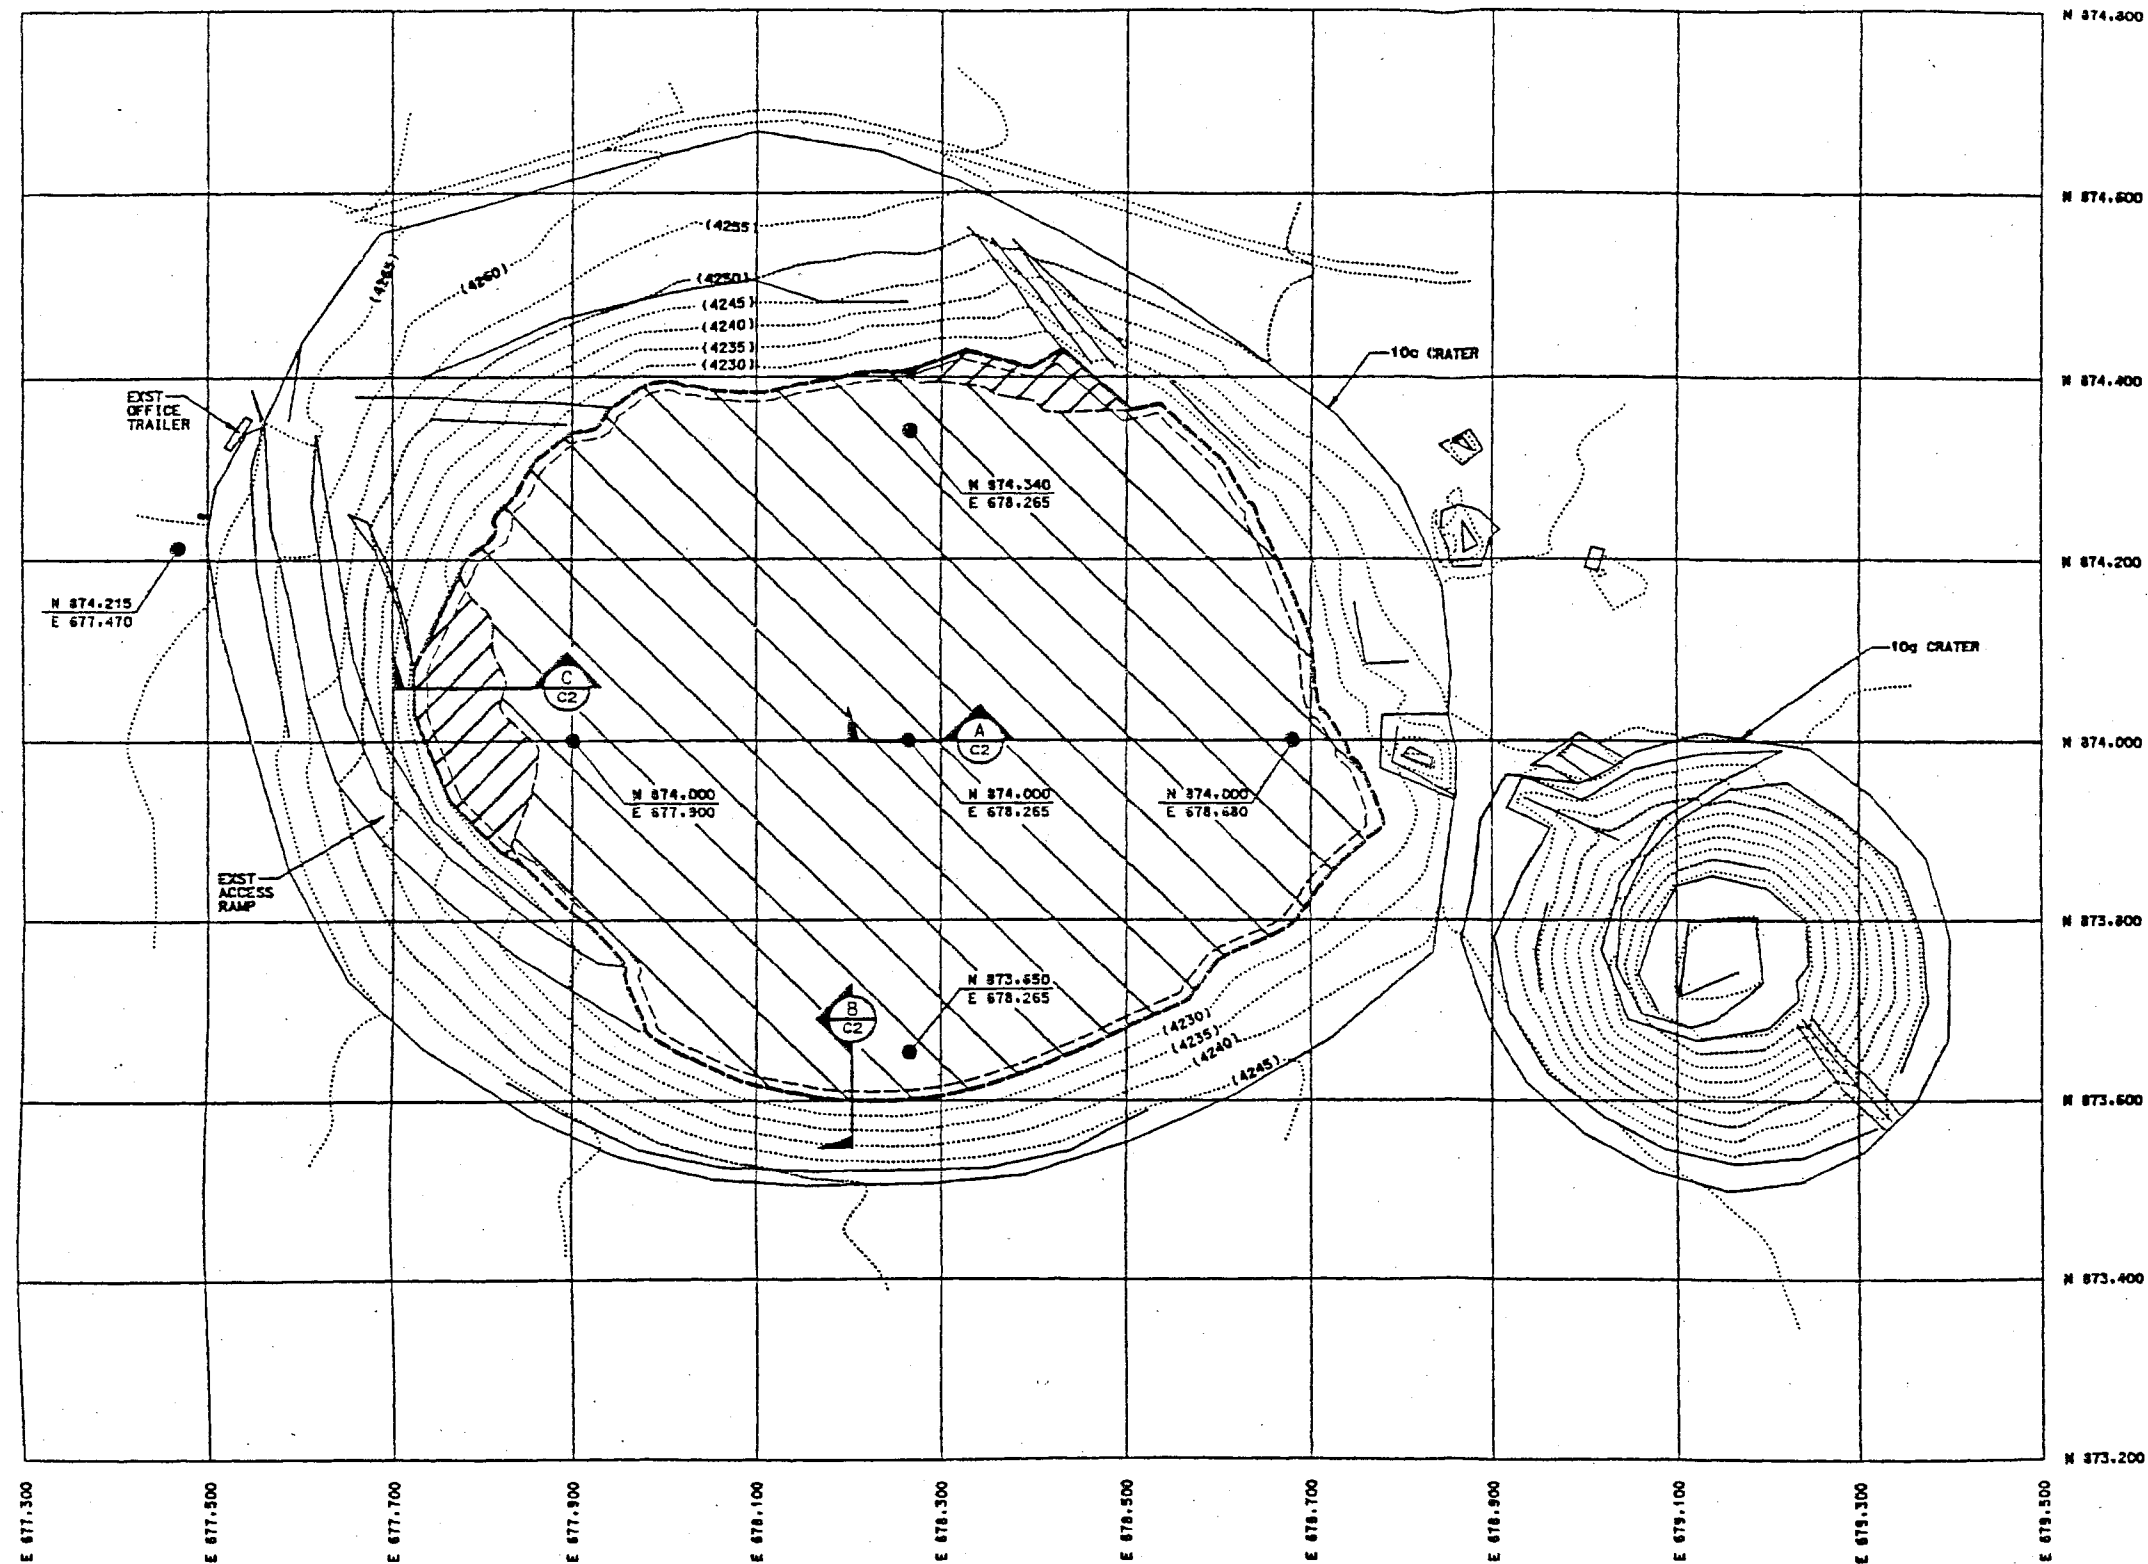 N 874.800
N 874.600
(4255)
(4265)
(4260)
(4250)
(4245)
(4240)
(4235)
(4230)
10c CRATER
N 874.400
EXST
OFFICE
TRAILER
N 874.340
E 678.265
N 874.200
N 874.215
E 677.470
10g CRATER
C
C2
A
C2
N 874.000
N 874.000
E 677.900
N 874.000
E 678.265
N 874.000
E 678.680
EXST
ACCESS
RAMP
N 873.800
N 873.650
E 678.265
B
C2
(4230)
(4235)
(4240)
(4245)
N 873.600
N 873.400
N 873.200
E 677.300
E 677.500
E 677.700
E 677.900
E 678.100
E 678.300
E 678.500
E 678.700
E 678.900
E 679.100
E 679.300
E 679.500